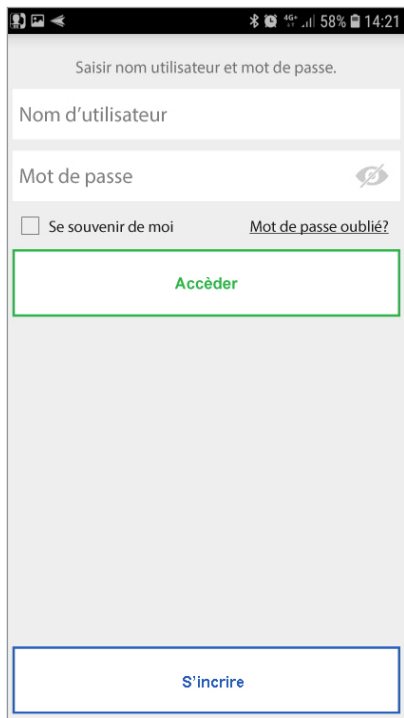 58% 14:21
Saisir nom utilisateur et mot de passe.
Nom d'utilisateur
Mot de passe
Se souvenir de moi Mot de passe oublié?
Accèder
S'incrire